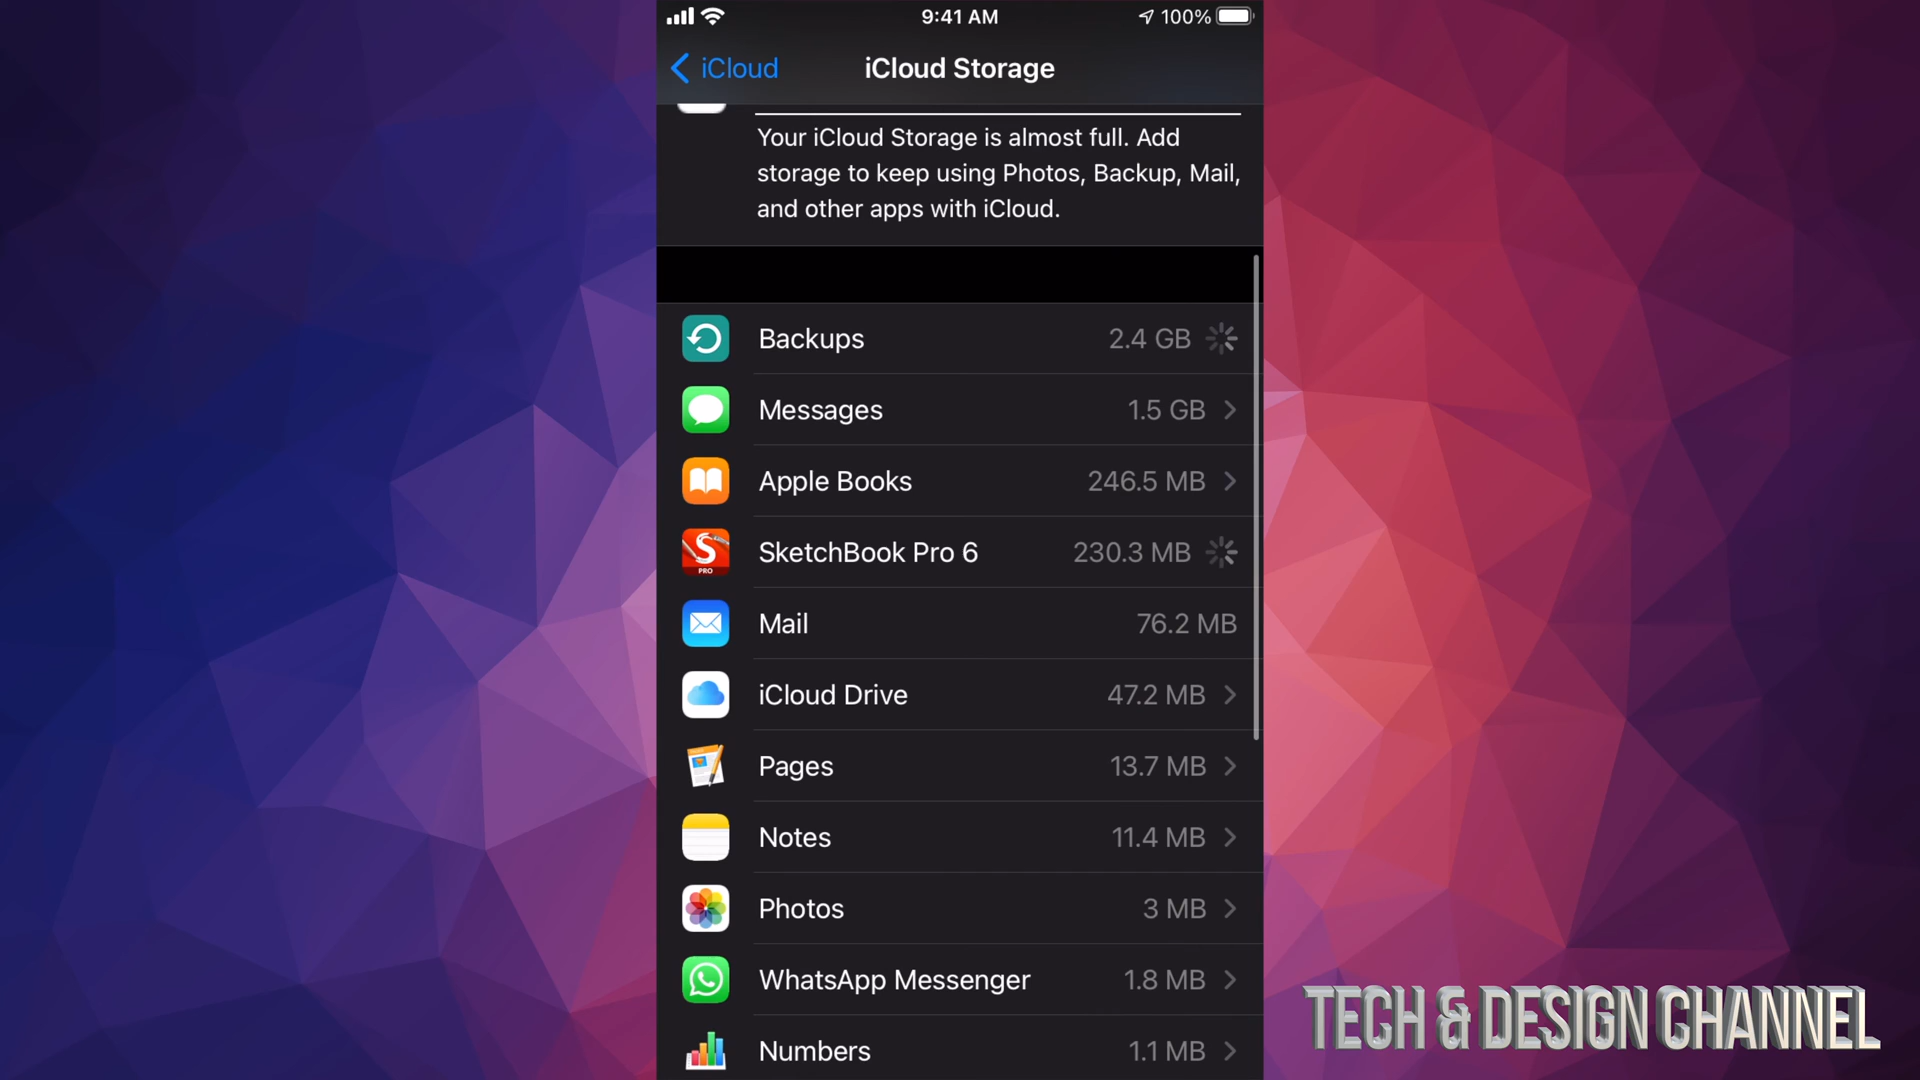 9:41 AM
100%
iCloud
iCloud Storage
Your iCloud Storage is almost full. Add
storage to keep using Photos, Backup, Mail,
and other apps with iCloud.
Backups 2.4 GB
Messages 1.5 GB
Apple Books 246.5 MB
PRO
SketchBook Pro 6 230.3 MB
Mail 76.2 MB
iCloud Drive 47.2 MB
Pages 13.7 MB
Notes 11.4 MB
Photos 3 MB
WhatsApp Messenger 1.8 MB
Numbers 1.1 MB
TECH & DESIGN CHANNEL